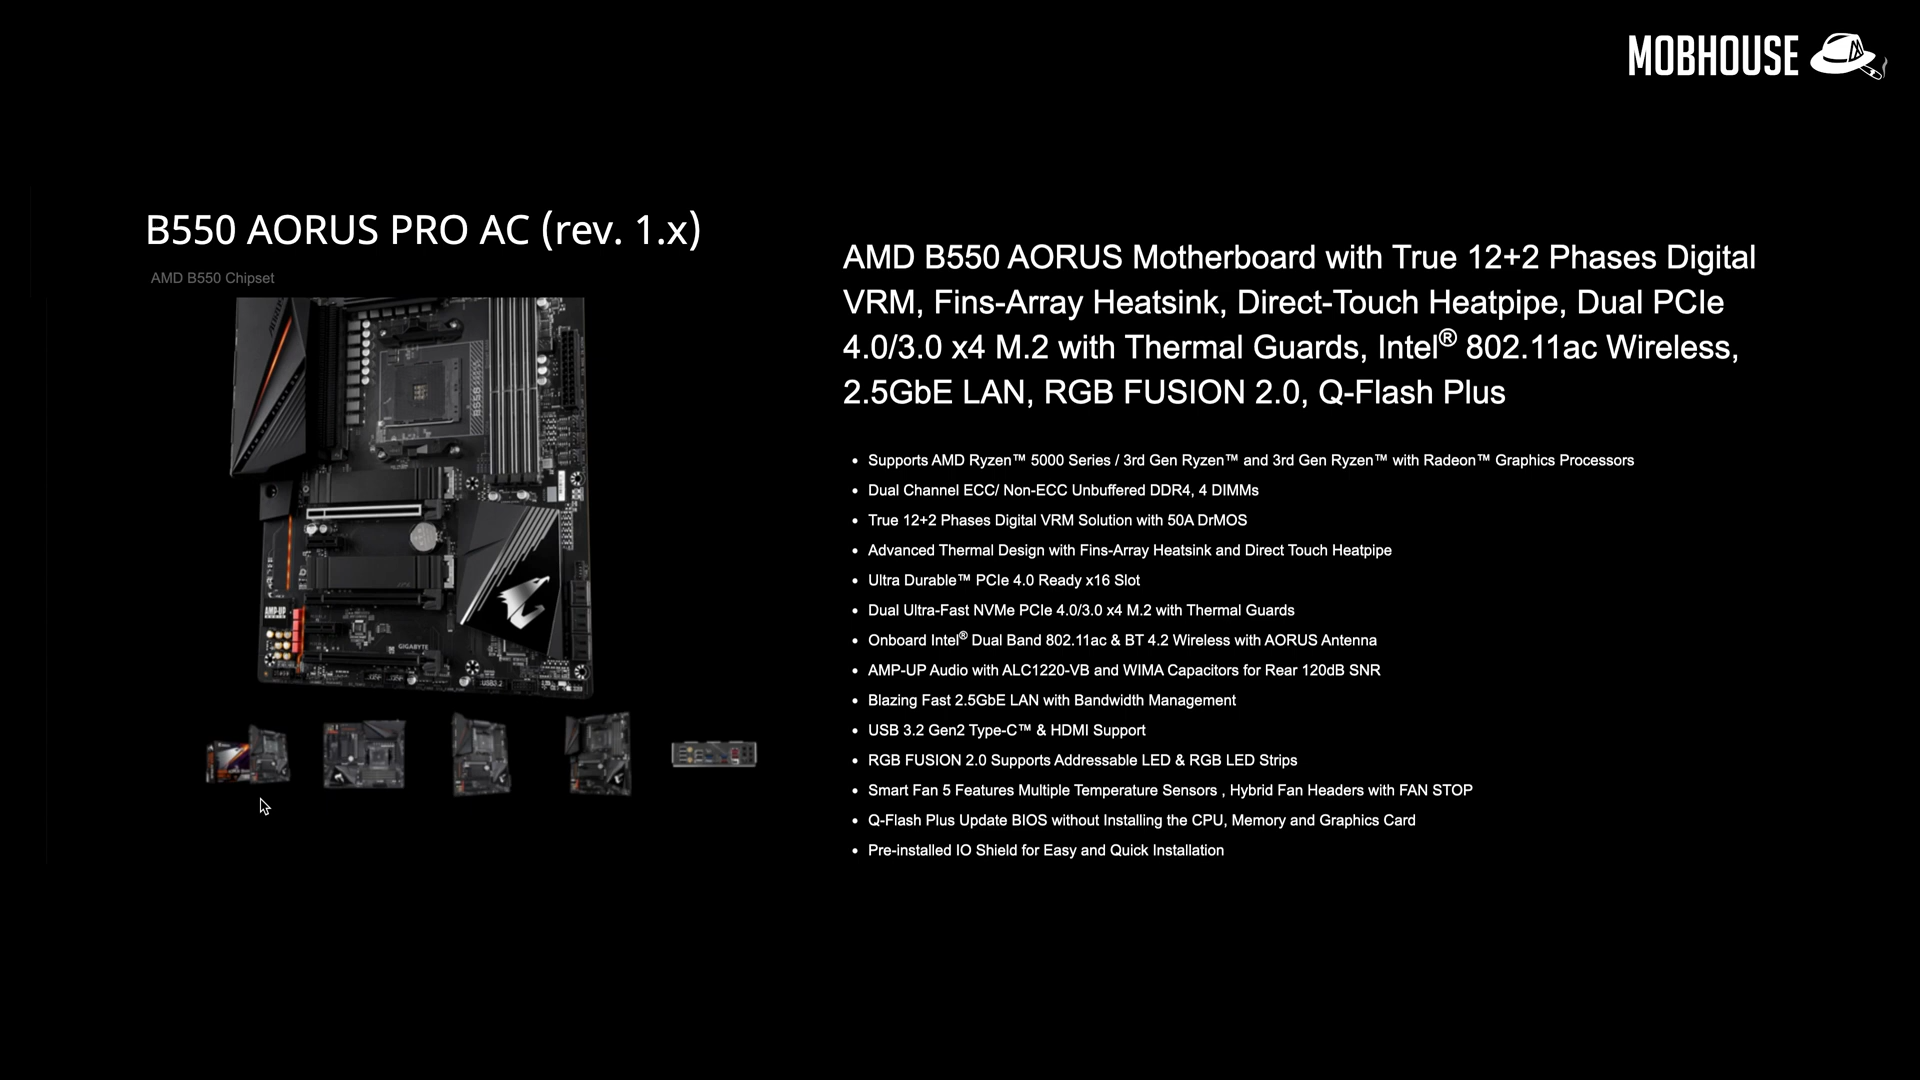 MOBHOUSE
B550 AORUS PRO AC (rev. 1.x)
AMD B550 Chipset
AORUS
B550
AMP-UP
GIGABYTE
USB3.2
AMD B550 AORUS Motherboard with True 12+2 Phases Digital
VRM, Fins-Array Heatsink, Direct-Touch Heatpipe, Dual PCIe
4.0/3.0 x4 M.2 with Thermal Guards, Intel® 802.11ac Wireless,
2.5GbE LAN, RGB FUSION 2.0, Q-Flash Plus
• Supports AMD Ryzen™ 5000 Series / 3rd Gen Ryzen™ and 3rd Gen Ryzen™ with Radeon™ Graphics Processors
• Dual Channel ECC/ Non-ECC Unbuffered DDR4, 4 DIMMs
• True 12+2 Phases Digital VRM Solution with 50A DrMOS
• Advanced Thermal Design with Fins-Array Heatsink and Direct Touch Heatpipe
• Ultra Durable™ PCIe 4.0 Ready x16 Slot
• Dual Ultra-Fast NVMe PCIe 4.0/3.0 x4 M.2 with Thermal Guards
• Onboard Intel® Dual Band 802.11ac & BT 4.2 Wireless with AORUS Antenna
• AMP-UP Audio with ALC1220-VB and WIMA Capacitors for Rear 120dB SNR
• Blazing Fast 2.5GbE LAN with Bandwidth Management
• USB 3.2 Gen2 Type-C™ & HDMI Support
• RGB FUSION 2.0 Supports Addressable LED & RGB LED Strips
• Smart Fan 5 Features Multiple Temperature Sensors , Hybrid Fan Headers with FAN STOP
• Q-Flash Plus Update BIOS without Installing the CPU, Memory and Graphics Card
• Pre-installed IO Shield for Easy and Quick Installation